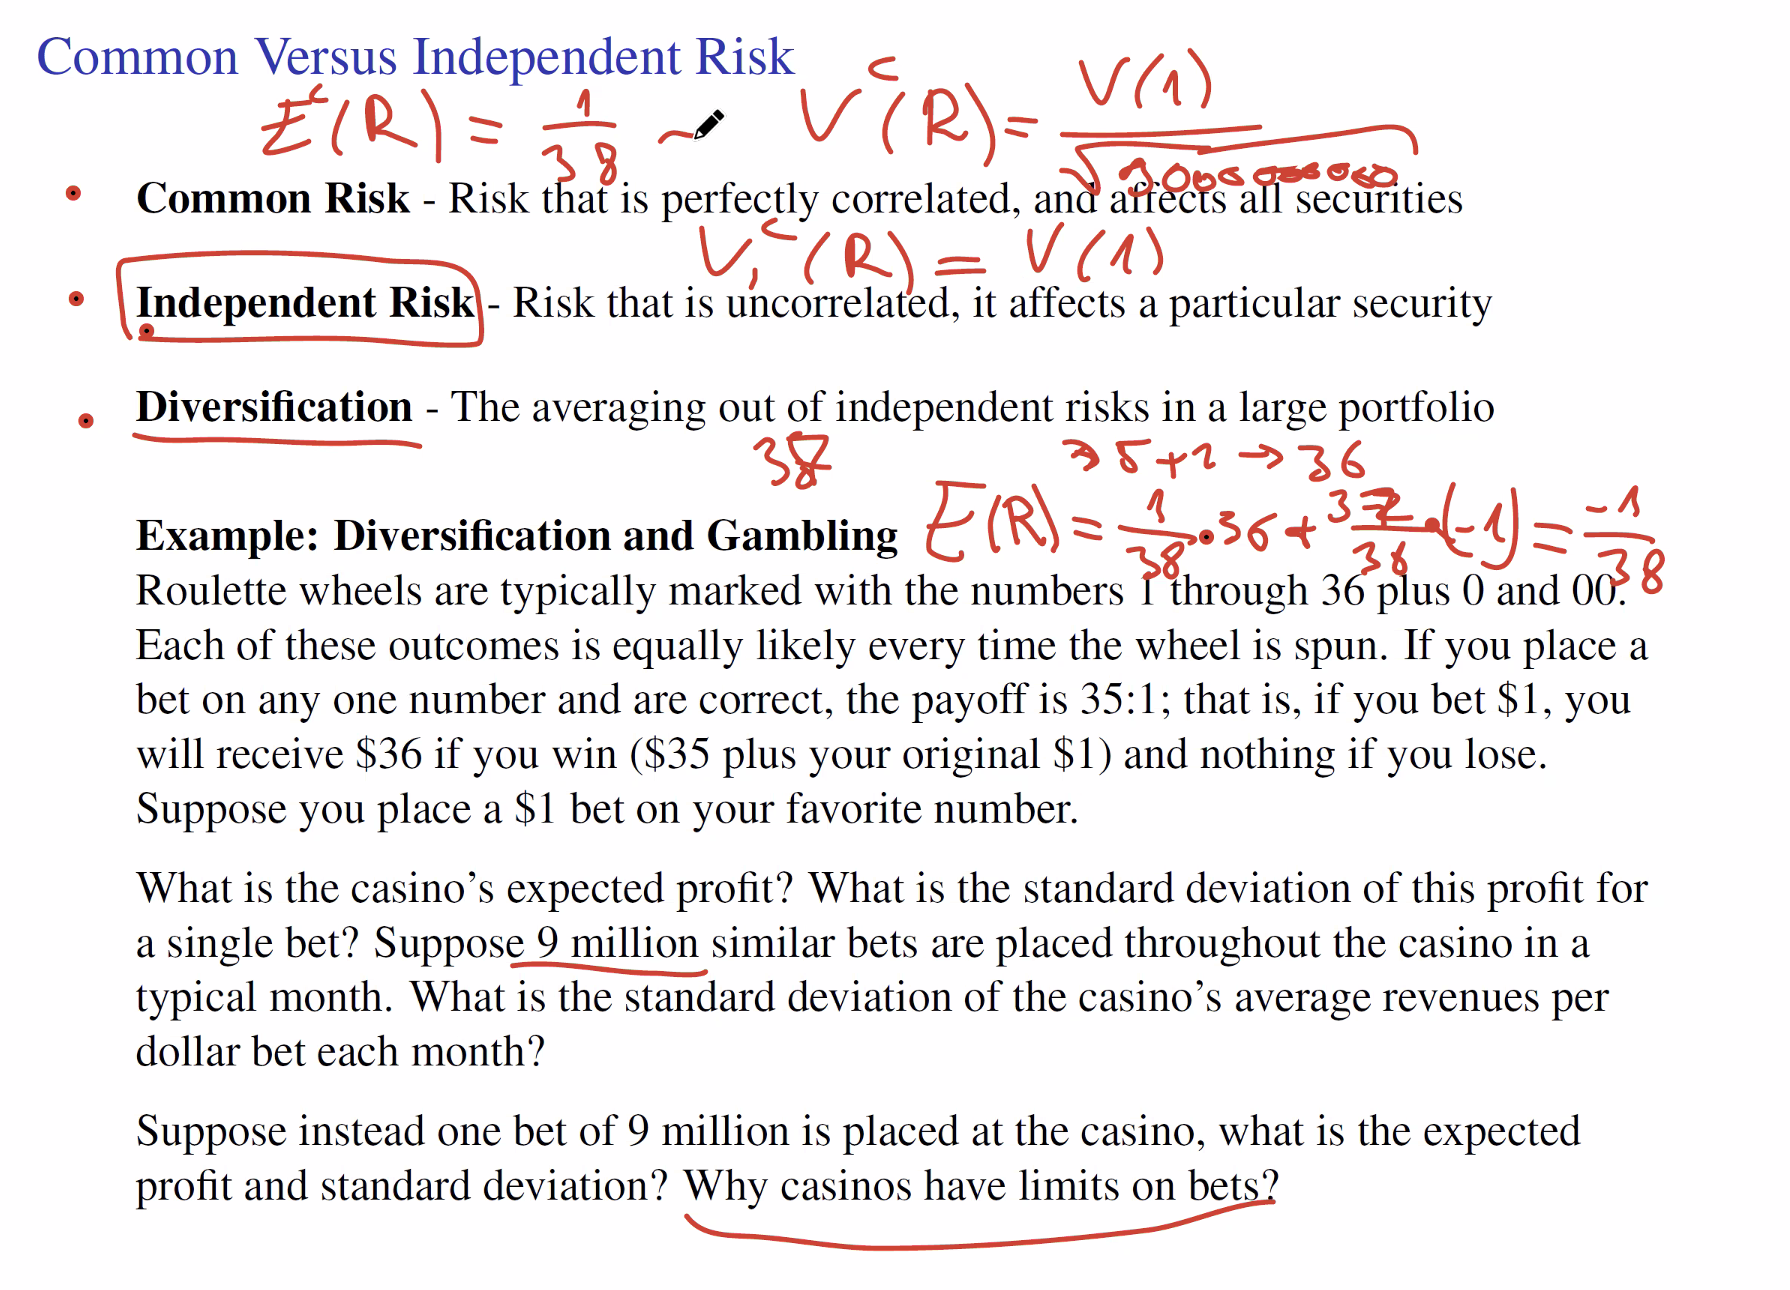 Common Versus Independent Risk
E^c(R) = 1/38 ~ V^c(R) = V(1)/√9000000000
Common Risk - Risk that is perfectly correlated, and affects all securities
V_1^c(R) = V(1)
Independent Risk - Risk that is uncorrelated, it affects a particular security
Diversification - The averaging out of independent risks in a large portfolio
38 35+1 → 36
Example: Diversification and Gambling E(R) = 1/38 · 36 + 37/38 · (-1) = -1/38
Roulette wheels are typically marked with the numbers 1 through 36 plus 0 and 00.
Each of these outcomes is equally likely every time the wheel is spun. If you place a
bet on any one number and are correct, the payoff is 35:1; that is, if you bet $1, you
will receive $36 if you win ($35 plus your original $1) and nothing if you lose.
Suppose you place a $1 bet on your favorite number.
What is the casino’s expected profit? What is the standard deviation of this profit for
a single bet? Suppose 9 million similar bets are placed throughout the casino in a
typical month. What is the standard deviation of the casino’s average revenues per
dollar bet each month?
Suppose instead one bet of 9 million is placed at the casino, what is the expected
profit and standard deviation? Why casinos have limits on bets?